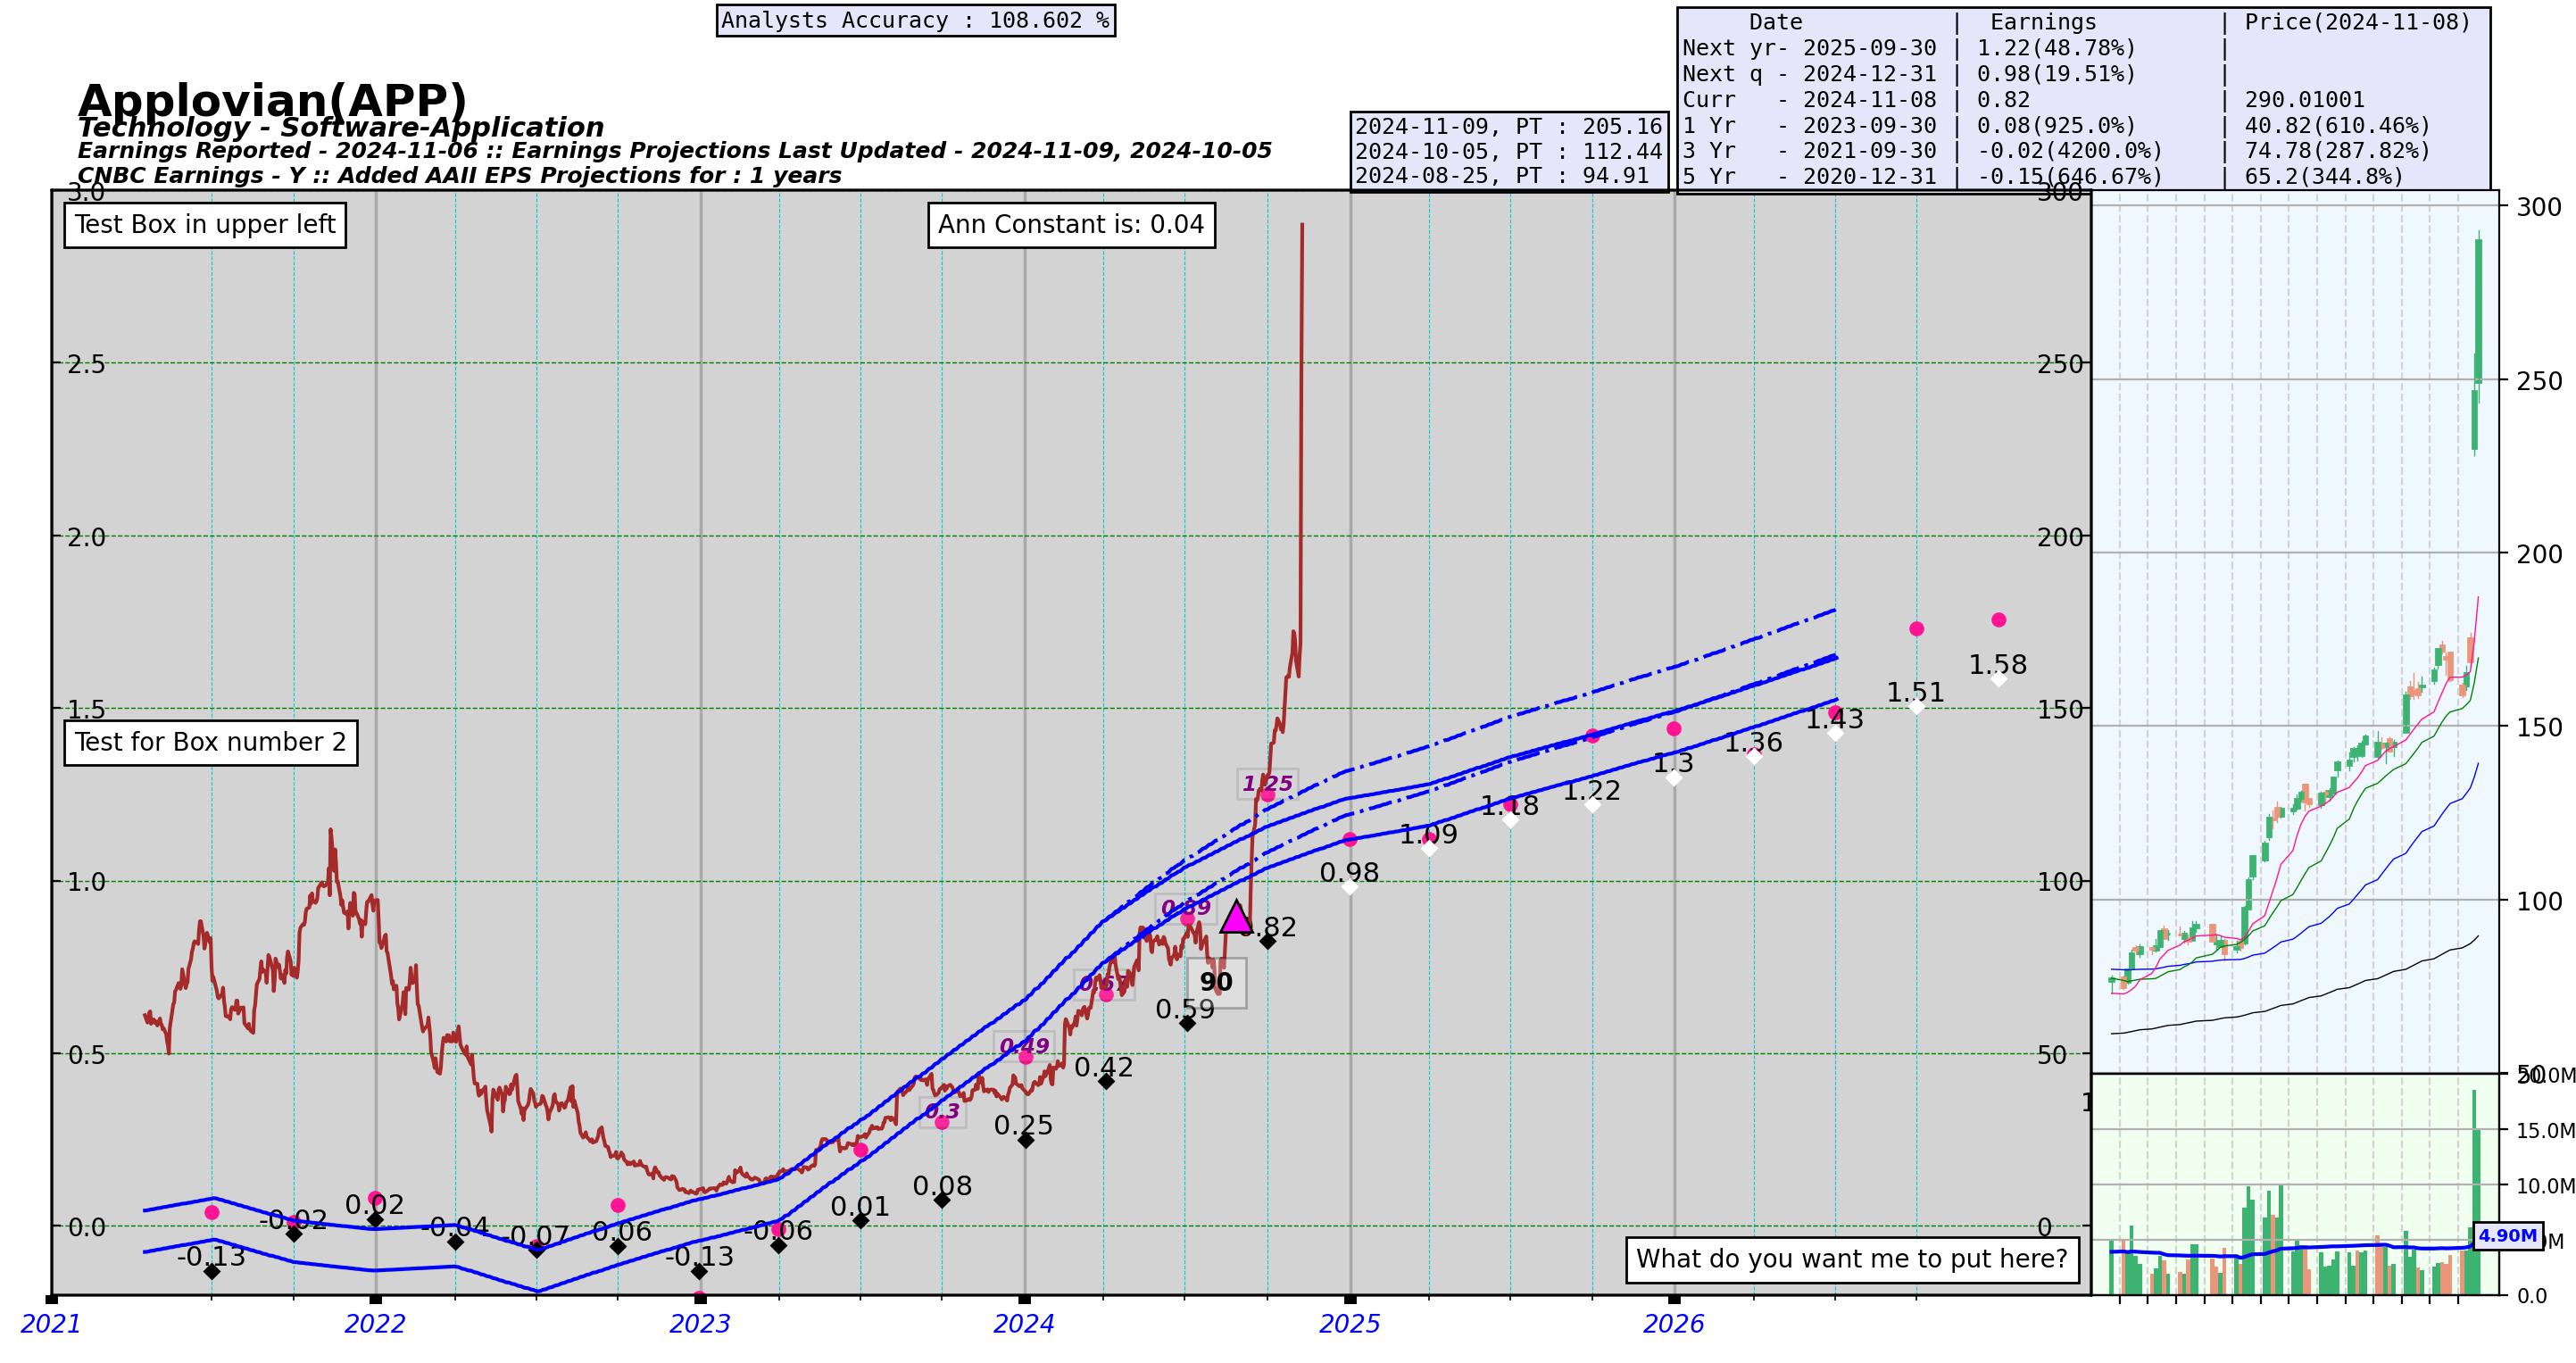 Analysts Accuracy : 108.602 %
Date | Earnings | Price(2024-11-08)
Next yr- 2025-09-30 | 1.22(48.78%) |
Next q - 2024-12-31 | 0.98(19.51%) |
Curr - 2024-11-08 | 0.82 | 290.01001
1 Yr - 2023-09-30 | 0.08(925.0%) | 40.82(610.46%)
3 Yr - 2021-09-30 | -0.02(4200.0%) | 74.78(287.82%)
5 Yr - 2020-12-31 | -0.15(646.67%) | 65.2(344.8%)
Applovian(APP)
Technology - Software-Application
Earnings Reported - 2024-11-06 :: Earnings Projections Last Updated - 2024-11-09, 2024-10-05
CNBC Earnings - Y :: Added AAII EPS Projections for : 1 years
2024-11-09, PT : 205.16
2024-10-05, PT : 112.44
2024-08-25, PT : 94.91
Test Box in upper left
Ann Constant is: 0.04
Test for Box number 2
What do you want me to put here?
3.0
2.5
2.0
1.5
1.0
0.5
0.0
300
250
200
150
100
50
0
-0.13
-0.02
0.02
-0.04
-0.07
-0.06
-0.13
-0.06
0.01
0.08
0.25
0.42
0.59
0.82
0.98
1.09
1.18
1.22
1.3
1.36
1.43
1.51
1.58
0.3
0.49
0.67
0.89
1.25
90
2021
2022
2023
2024
2025
2026
300
250
200
150
100
50
20.0M
15.0M
10.0M
4.90M
0.0